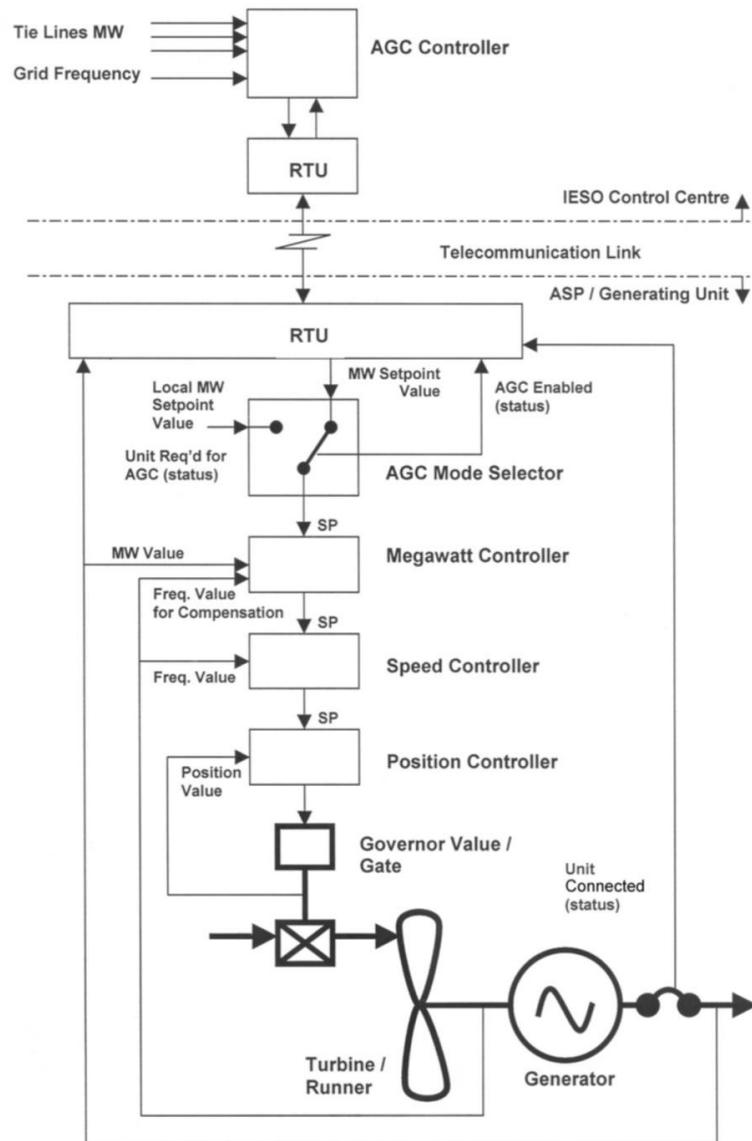 Tie Lines MW
AGC Controller
Grid Frequency
RTU
IESO Control Centre
Telecommunication Link
ASP / Generating Unit
RTU
MW Setpoint
Value
AGC Enabled
(status)
Local MW
Setpoint
Value
Unit Req'd for
AGC (status)
AGC Mode Selector
SP
MW Value
Megawatt Controller
Freq. Value
for Compensation
SP
Speed Controller
Freq. Value
SP
Position Controller
Position
Value
Governor Value /
Gate
Unit
Connected
(status)
Turbine /
Runner
Generator